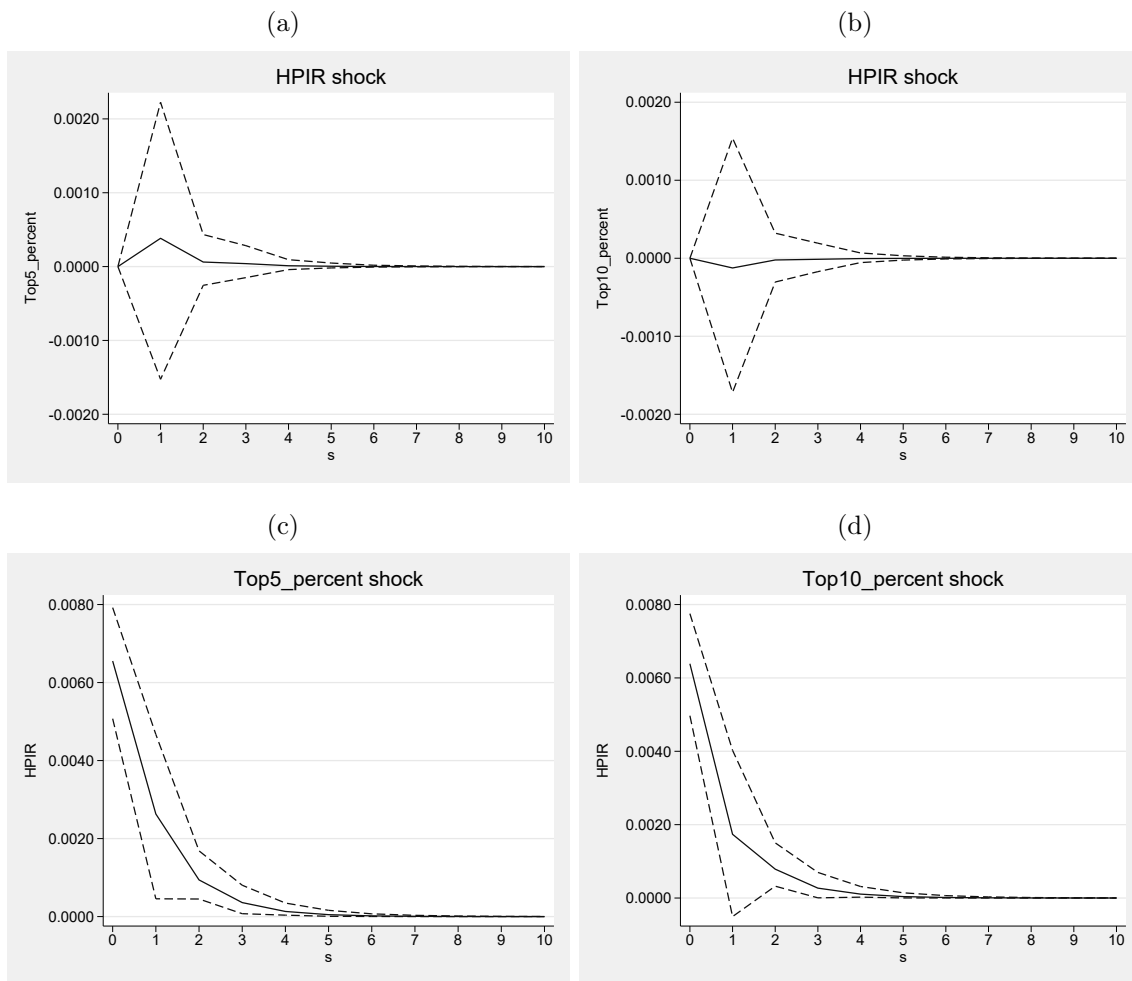 (a)
HPIR shock
0.0020
0.0010
0.0000
-0.0010
-0.0020
Top5_percent
0 1 2 3 4 5 6 7 8 9 10
s
(b)
HPIR shock
0.0020
0.0010
0.0000
-0.0010
-0.0020
Top10_percent
0 1 2 3 4 5 6 7 8 9 10
s
(c)
Top5_percent shock
0.0080
0.0060
0.0040
0.0020
0.0000
HPIR
0 1 2 3 4 5 6 7 8 9 10
s
(d)
Top10_percent shock
0.0080
0.0060
0.0040
0.0020
0.0000
HPIR
0 1 2 3 4 5 6 7 8 9 10
s